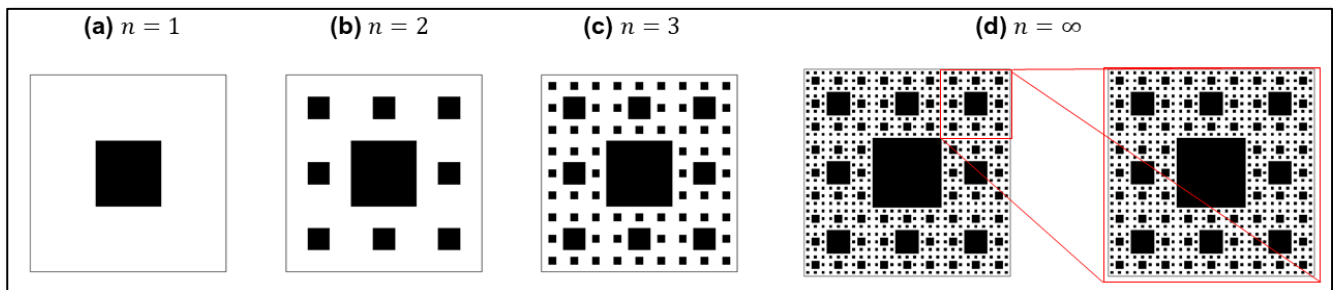 (a) n = 1
(b) n = 2
(c) n = 3
(d) n = ∞